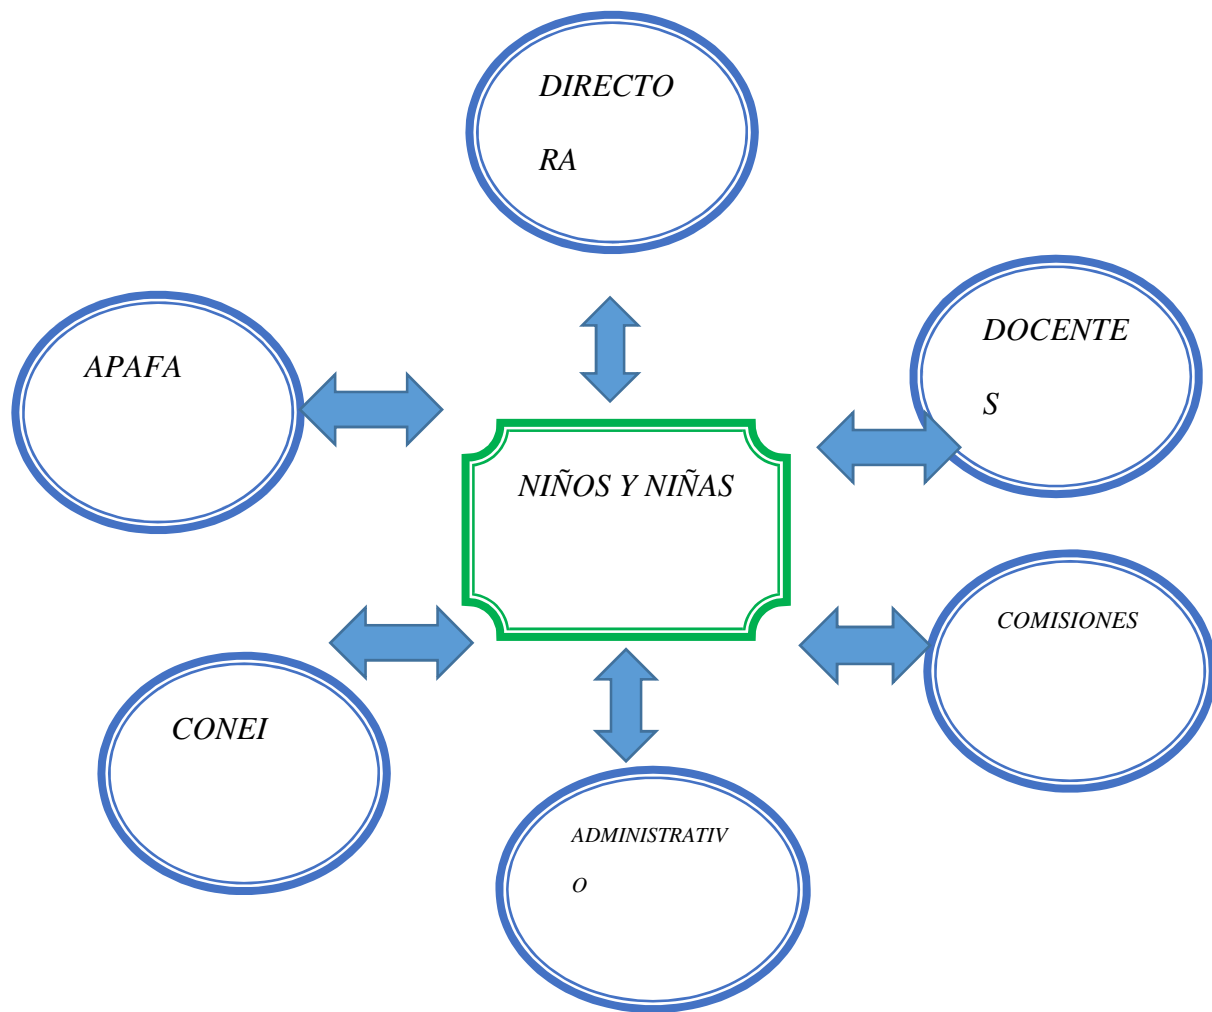 DIRECTO
RA
DOCENTE
S
APAFA
NIÑOS Y NIÑAS
COMISIONES
CONEI
ADMINISTRATIV
O